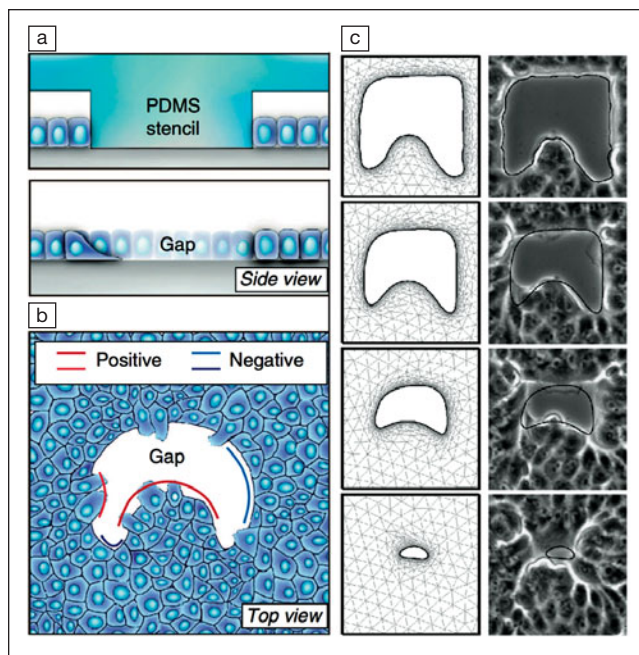 a
PDMS
stencil
Gap
Side view
b
Positive
Negative
Gap
Top view
c